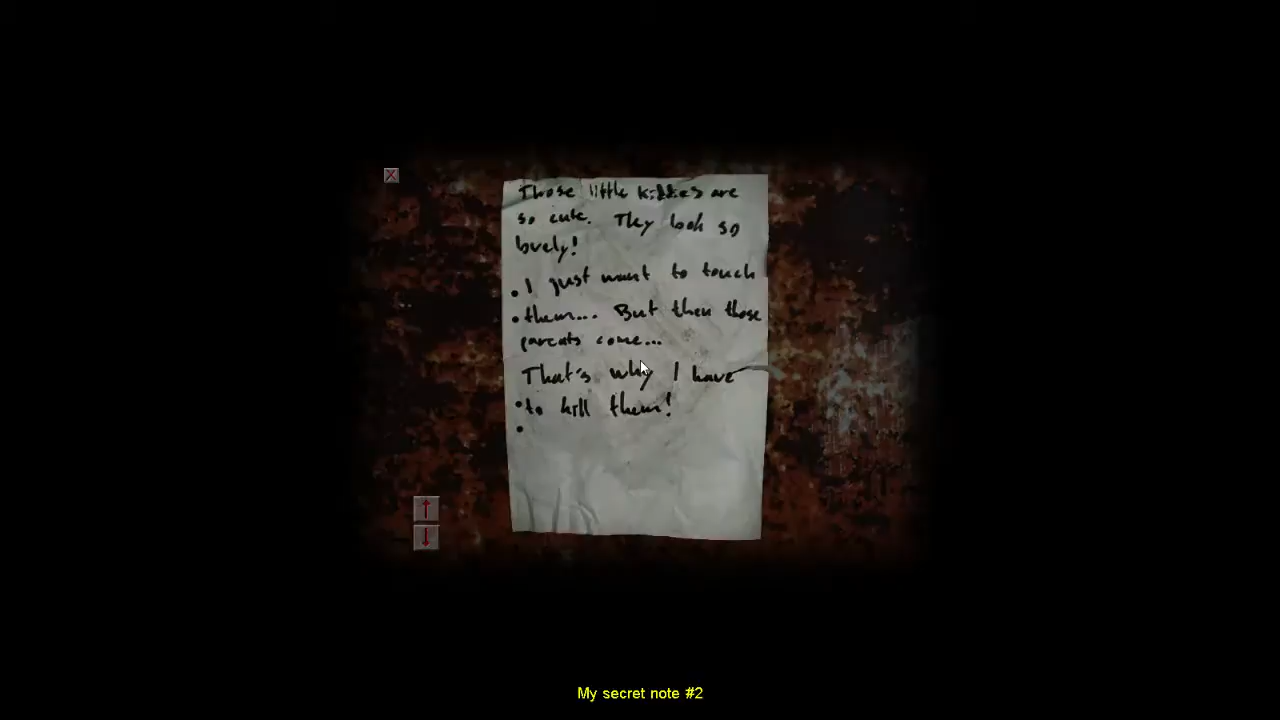 Those little kiddies are
so cute. They look so
lovely!
I just want to touch
them... But then those
parents come...
That's why I have
to kill them!
My secret note #2